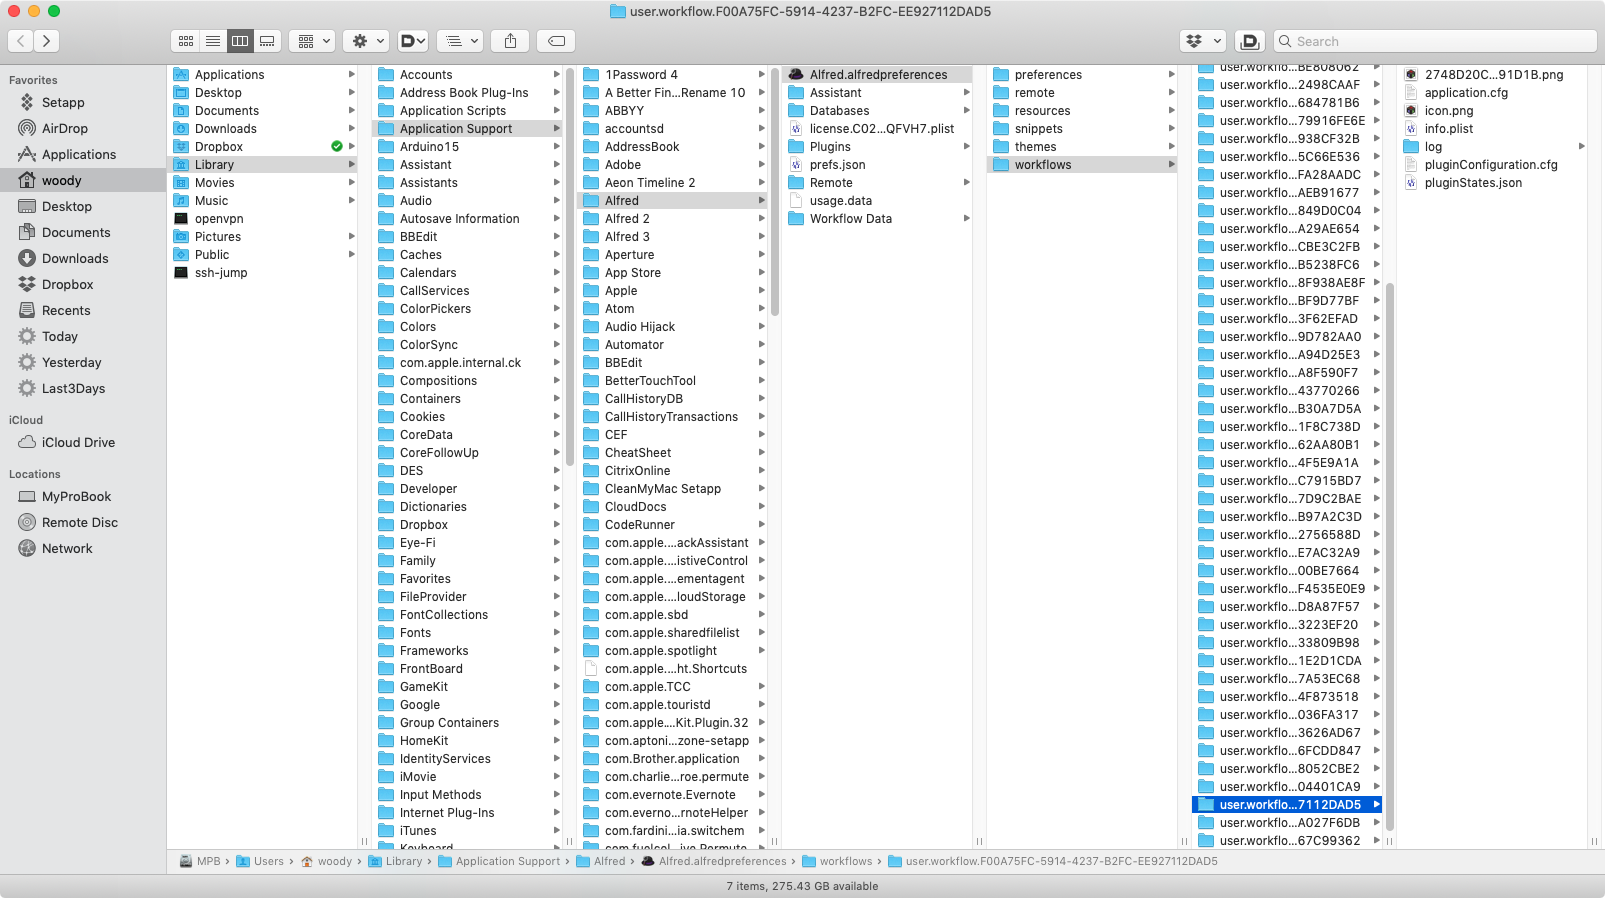 user.workflow.F00A75FC-5914-4237-B2FC-EE927112DAD5
Search
Favorites
Setapp
AirDrop
Applications
woody
Desktop
Documents
Downloads
Dropbox
Recents
Today
Yesterday
Last3Days
iCloud
iCloud Drive
Locations
MyProBook
Remote Disc
Network
Applications
Desktop
Documents
Downloads
Dropbox
Library
Movies
Music
openvpn
Pictures
Public
ssh-jump
Accounts
Address Book Plug-Ins
Application Scripts
Application Support
Arduino15
Assistant
Assistants
Audio
Autosave Information
BBEdit
Caches
Calendars
CallServices
ColorPickers
Colors
ColorSync
com.apple.internal.ck
Compositions
Containers
Cookies
CoreData
CoreFollowUp
DES
Developer
Dictionaries
Dropbox
Eye-Fi
Family
Favorites
FileProvider
FontCollections
Fonts
Frameworks
FrontBoard
GameKit
Google
Group Containers
HomeKit
IdentityServices
iMovie
Input Methods
Internet Plug-Ins
iTunes
Keyboard
1Password 4
A Better Fin...Rename 10
ABBYY
accountsd
AddressBook
Adobe
Aeon Timeline 2
Alfred
Alfred 2
Alfred 3
Aperture
App Store
Apple
Atom
Audio Hijack
Automator
BBEdit
BetterTouchTool
CallHistoryDB
CallHistoryTransactions
CEF
CheatSheet
CitrixOnline
CleanMyMac Setapp
CloudDocs
CodeRunner
com.apple....ackAssistant
com.apple....istiveControl
com.apple....ementagent
com.apple....loudStorage
com.apple.sbd
com.apple.sharedfilelist
com.apple.spotlight
com.apple....ht.Shortcuts
com.apple.TCC
com.apple.touristd
com.apple....Kit.Plugin.32
com.aptoni...zone-setapp
com.Brother.application
com.charlie...roe.permute
com.evernote.Evernote
com.everno...rnoteHelper
com.fardini...ia.switchem
com.fuelcol...ive.Permute
Alfred.alfredpreferences
Assistant
Databases
license.C02...QFVH7.plist
Plugins
prefs.json
Remote
usage.data
Workflow Data
preferences
remote
resources
snippets
themes
workflows
user.workflo...BE808062
user.workflo...2498CAAF
user.workflo...684781B6
user.workflo...79916FE6E
user.workflo...938CF32B
user.workflo...5C66E536
user.workflo...FA28AADC
user.workflo...AEB91677
user.workflo...849D0C04
user.workflo...A29AE654
user.workflo...CBE3C2FB
user.workflo...B5238FC6
user.workflo...8F938AE8F
user.workflo...BF9D77BF
user.workflo...3F62EFAD
user.workflo...9D782AA0
user.workflo...A94D25E3
user.workflo...A8F590F7
user.workflo...43770266
user.workflo...B30A7D5A
user.workflo...1F8C738D
user.workflo...62AA80B1
user.workflo...4F5E9A1A
user.workflo...C7915BD7
user.workflo...7D9C2BAE
user.workflo...B97A2C3D
user.workflo...2756588D
user.workflo...E7AC32A9
user.workflo...00BE7664
user.workflo...F4535E0E9
user.workflo...D8A87F57
user.workflo...3223EF20
user.workflo...33809B98
user.workflo...1E2D1CDA
user.workflo...7A53EC68
user.workflo...4F873518
user.workflo...036FA317
user.workflo...3626AD67
user.workflo...6FCDD847
user.workflo...8052CBE2
user.workflo...04401CA9
user.workflo...7112DAD5
user.workflo...A027F6DB
user.workflo...67C99362
2748D20C...91D1B.png
application.cfg
icon.png
info.plist
log
pluginConfiguration.cfg
pluginStates.json
MPB › Users › woody › Library › Application Support › Alfred › Alfred.alfredpreferences › workflows › user.workflow.F00A75FC-5914-4237-B2FC-EE927112DAD5
7 items, 275.43 GB available